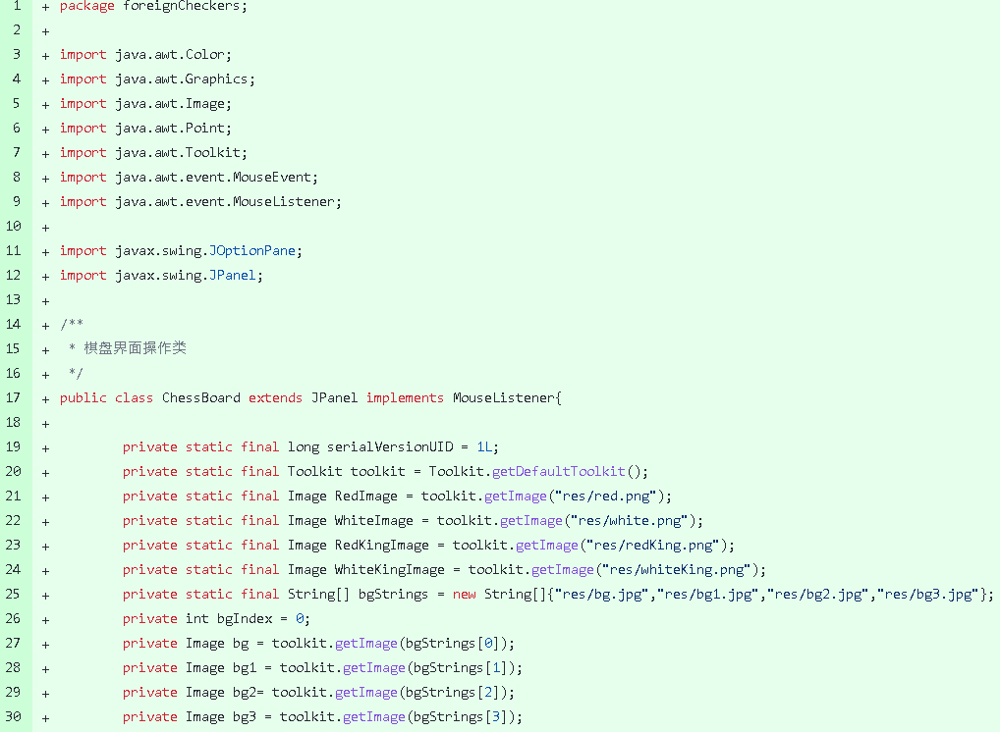 1 + package foreignCheckers;
2 +
3 + import java.awt.Color;
4 + import java.awt.Graphics;
5 + import java.awt.Image;
6 + import java.awt.Point;
7 + import java.awt.Toolkit;
8 + import java.awt.event.MouseEvent;
9 + import java.awt.event.MouseListener;
10 +
11 + import javax.swing.JOptionPane;
12 + import javax.swing.JPanel;
13 +
14 + /**
15 + * 棋盘界面操作类
16 + */
17 + public class ChessBoard extends JPanel implements MouseListener{
18 +
19 + private static final long serialVersionUID = 1L;
20 + private static final Toolkit toolkit = Toolkit.getDefaultToolkit();
21 + private static final Image RedImage = toolkit.getImage("res/red.png");
22 + private static final Image WhiteImage = toolkit.getImage("res/white.png");
23 + private static final Image RedKingImage = toolkit.getImage("res/redKing.png");
24 + private static final Image WhiteKingImage = toolkit.getImage("res/whiteKing.png");
25 + private static final String[] bgStrings = new String[]{"res/bg.jpg","res/bg1.jpg","res/bg2.jpg","res/bg3.jpg"};
26 + private int bgIndex = 0;
27 + private Image bg = toolkit.getImage(bgStrings[0]);
28 + private Image bg1 = toolkit.getImage(bgStrings[1]);
29 + private Image bg2= toolkit.getImage(bgStrings[2]);
30 + private Image bg3 = toolkit.getImage(bgStrings[3]);